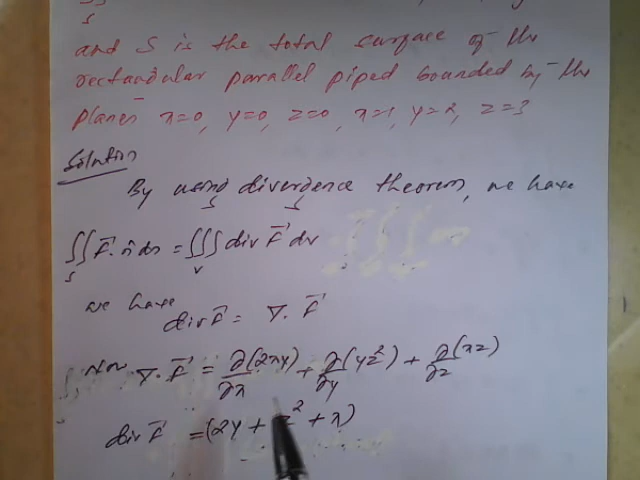 and S is the total surface of the
rectangular parallel piped bounded by the
planes x=0, y=0, z=0, x=1, y=2, z=3
Solution
By using divergence theorem, we have
∬_S F⃗. n̂ ds = ∭_V div F⃗ dv
we have
div F⃗ = ∇. F⃗
Now ∇. F⃗ = ∂(2xy)/∂x + ∂/∂y (yz²) + ∂/∂z (xz)
div F⃗ = (2y + z² + x)